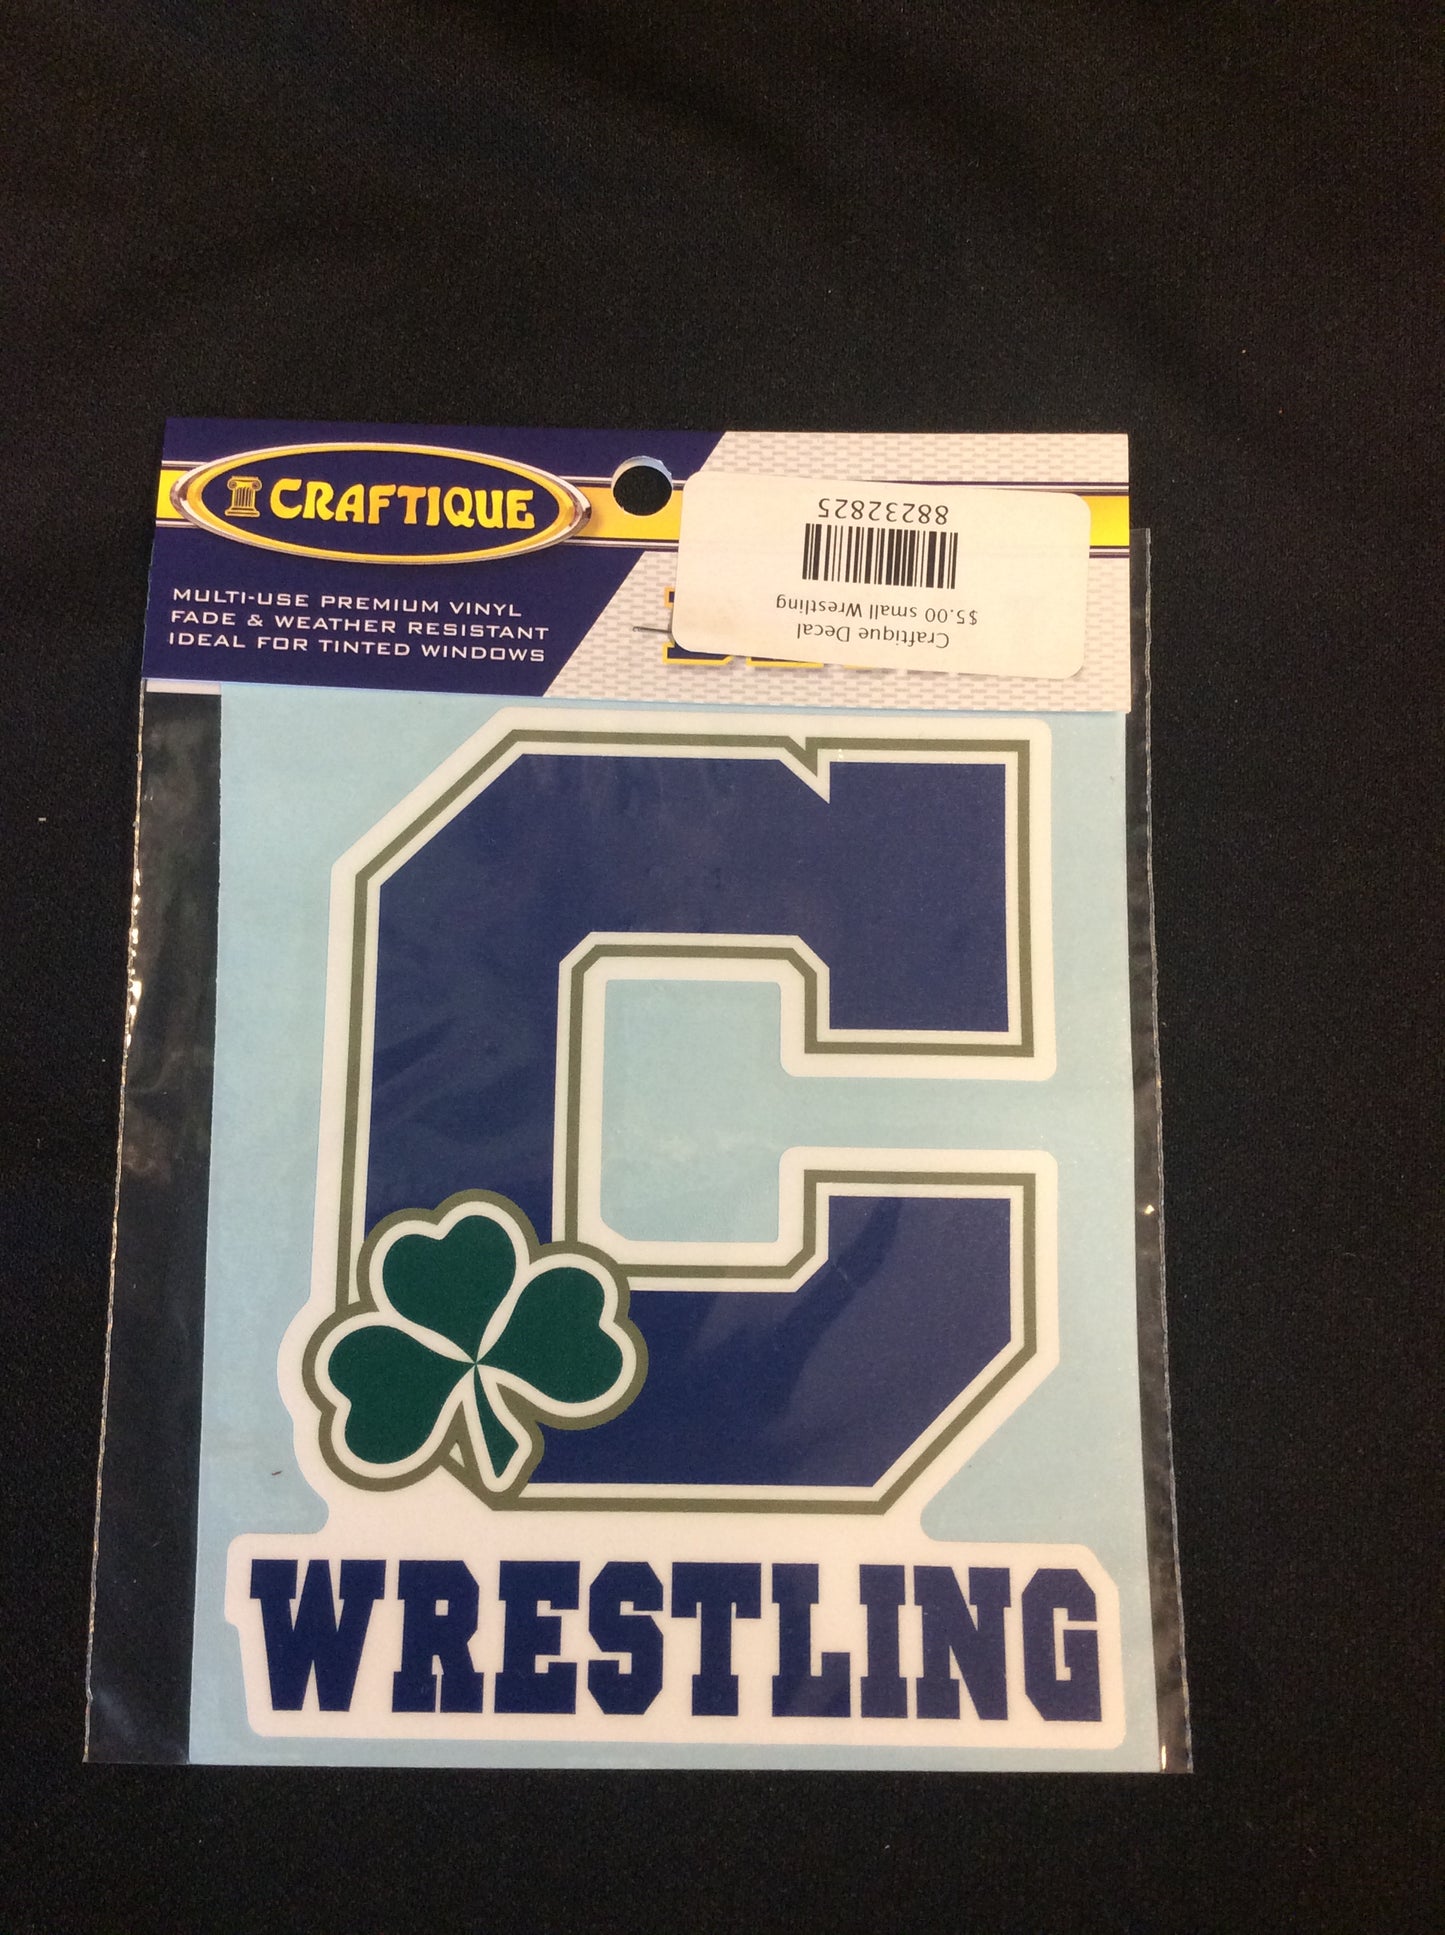 CRAFTIQUE
MULTI-USE PREMIUM VINYL
FADE & WEATHER RESISTANT
IDEAL FOR TINTED WINDOWS
Craftique Decal
$5.00 small Wrestling
88232825
C
WRESTLING